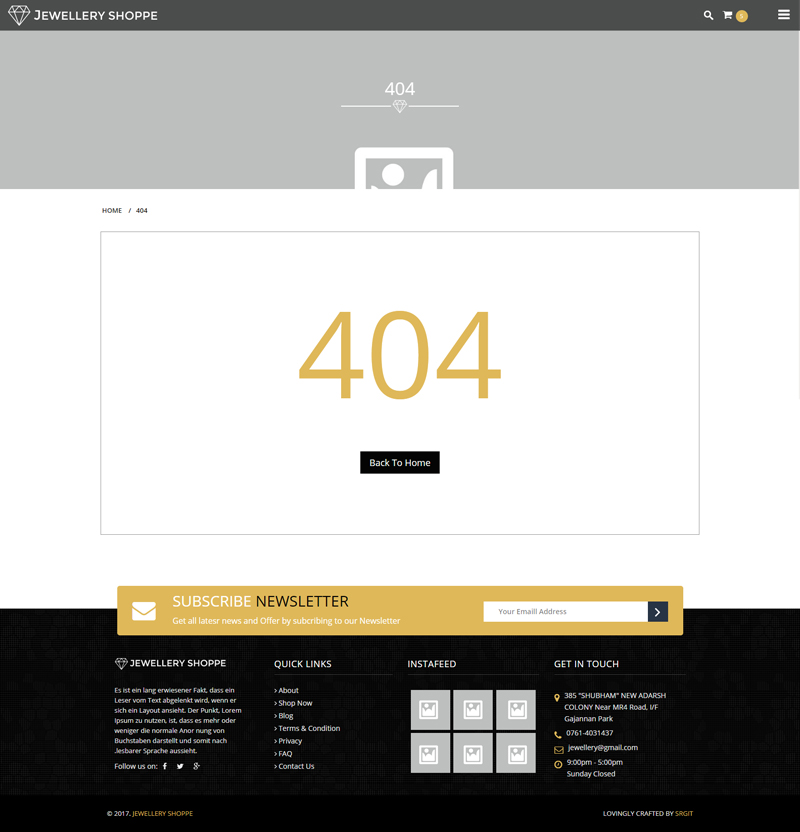 JEWELLERY SHOPPE
5
404
HOME / 404
404
Back To Home
SUBSCRIBE NEWSLETTER
Get all latesr news and Offer by subcribing to our Newsletter
Your Emaill Address
JEWELLERY SHOPPE
Es ist ein lang erwiesener Fakt, dass ein
Leser vom Text abgelenkt wird, wenn er
sich ein Layout ansieht. Der Punkt, Lorem
Ipsum zu nutzen, ist, dass es mehr oder
weniger die normale Anor nung von
Buchstaben darstellt und somit nach
.lesbarer Sprache aussieht.
Follow us on:
QUICK LINKS
About
Shop Now
Blog
Terms & Condition
Privacy
FAQ
Contact Us
INSTAFEED
GET IN TOUCH
385 "SHUBHAM" NEW ADARSH
COLONY Near MR4 Road, I/F
Gajannan Park
0761-4031437
jewellery@gmail.com
9:00pm - 5:00pm
Sunday Closed
© 2017. JEWELLERY SHOPPE
LOVINGLY CRAFTED BY SRGIT